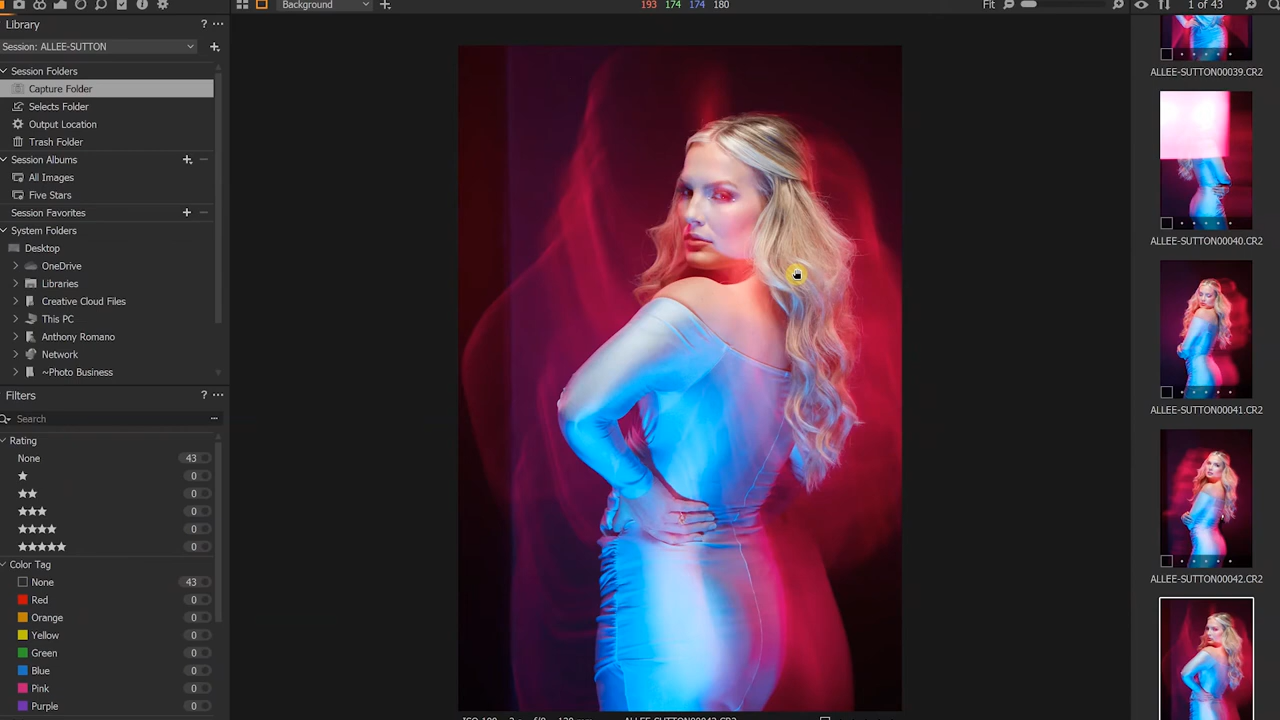 Background
193 174 174 180
Fit
1 of 43
Library
? ...
Session: ALLEE-SUTTON
Session Folders
Capture Folder
Selects Folder
Output Location
Trash Folder
Session Albums
All Images
Five Stars
Session Favorites
System Folders
Desktop
OneDrive
Libraries
Creative Cloud Files
This PC
Anthony Romano
Network
~Photo Business
Filters
? ...
Search
Rating
None 43
0
0
0
0
0
Color Tag
None 43
Red 0
Orange 0
Yellow 0
Green 0
Blue 0
Pink 0
Purple 0
ALLEE-SUTTON00039.CR2
ALLEE-SUTTON00040.CR2
ALLEE-SUTTON00041.CR2
ALLEE-SUTTON00042.CR2